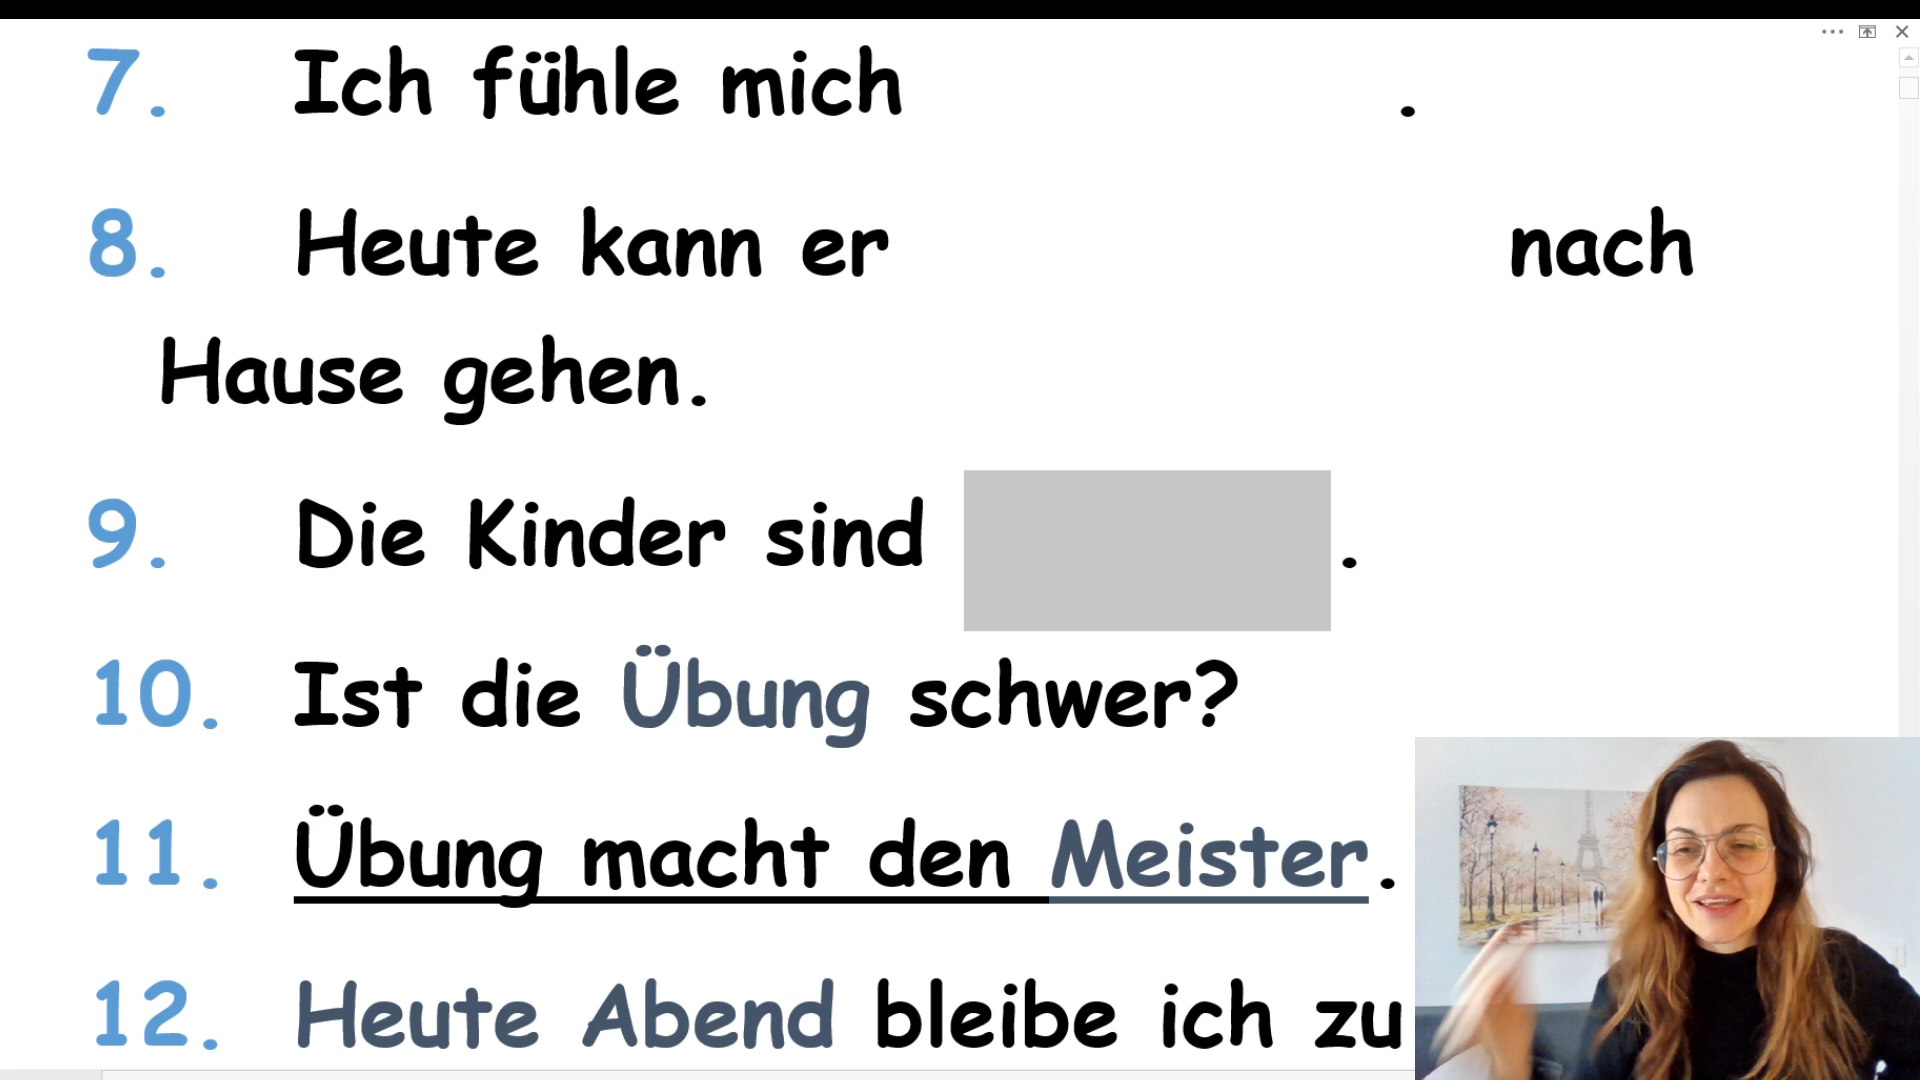 7. Ich fühle mich .
8. Heute kann er nach
Hause gehen.
9. Die Kinder sind .
10. Ist die Übung schwer?
11. Übung macht den Meister.
12. Heute Abend bleibe ich zu